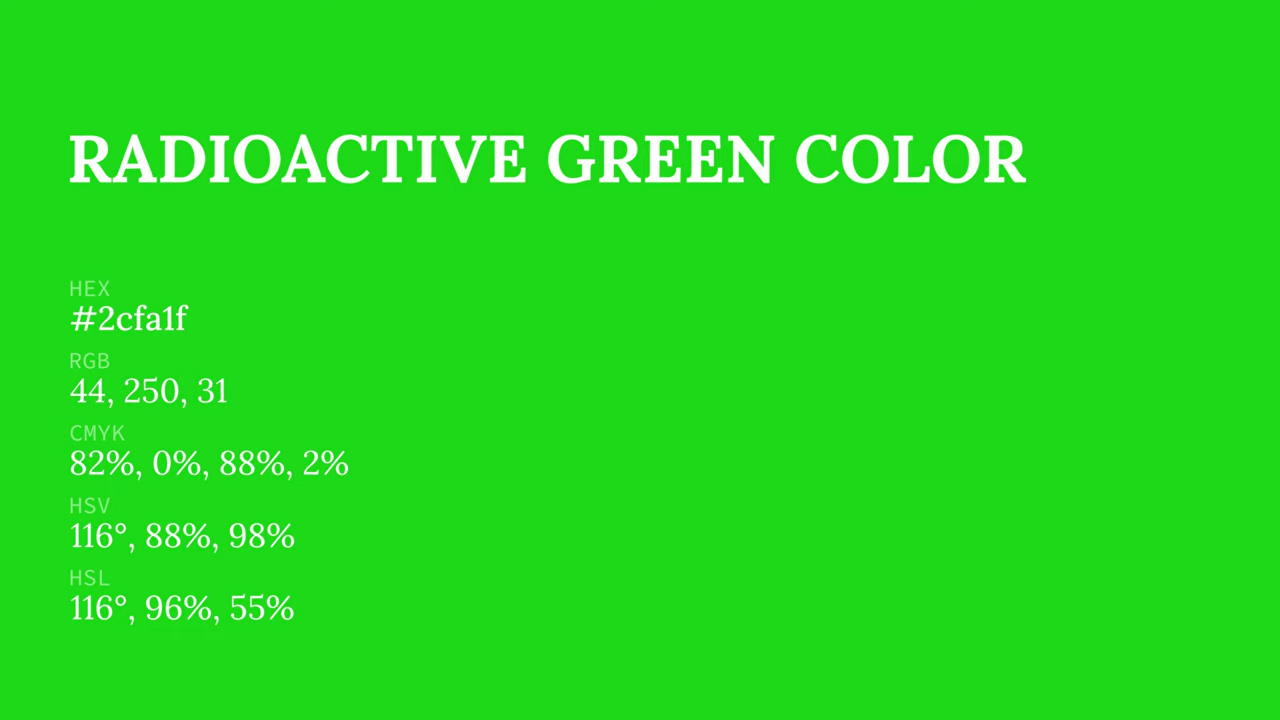 RADIOACTIVE GREEN COLOR
HEX
#2cfa1f
RGB
44, 250, 31
CMYK
82%, 0%, 88%, 2%
HSV
116°, 88%, 98%
HSL
116°, 96%, 55%